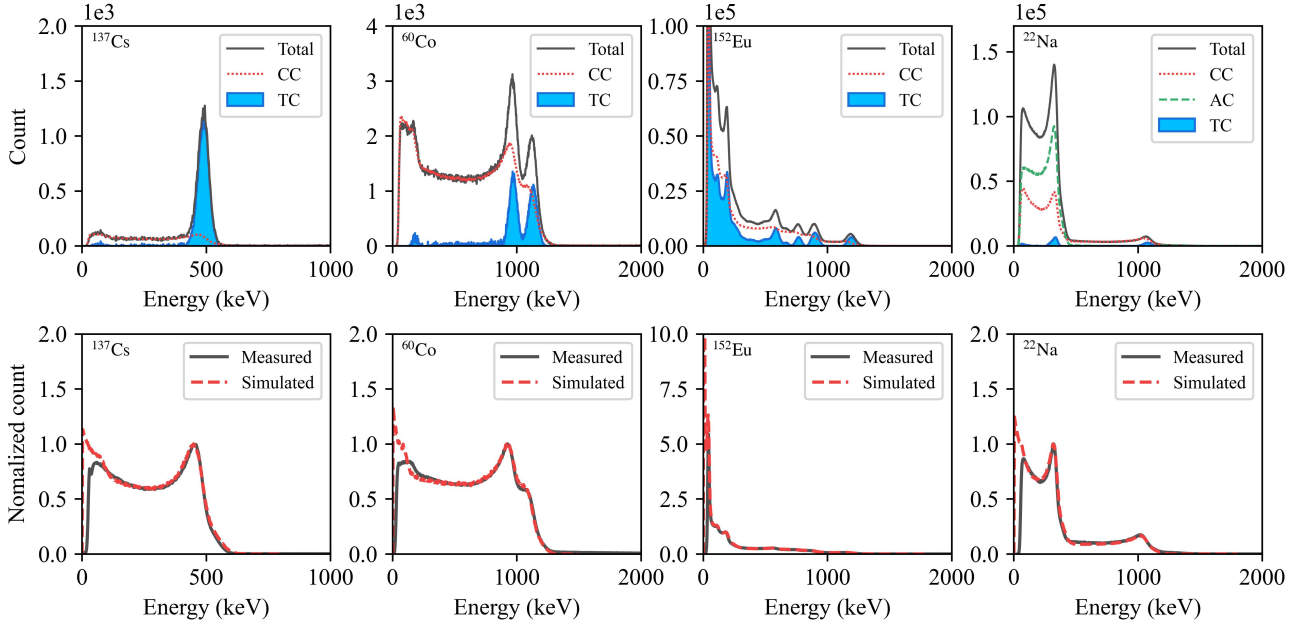 1e3
137Cs
Total
CC
TC
Count
2.0
1.5
1.0
0.5
0.0
0
500
1000
Energy (keV)
1e3
60Co
Total
CC
TC
4
3
2
1
0
0
1000
2000
Energy (keV)
1e5
152Eu
Total
CC
TC
1.00
0.75
0.50
0.25
0.00
0
1000
2000
Energy (keV)
1e5
22Na
Total
CC
AC
TC
1.5
1.0
0.5
0.0
0
1000
2000
Energy (keV)
137Cs
Measured
Simulated
Nomalized count
2.0
1.5
1.0
0.5
0.0
0
500
1000
Energy (keV)
60Co
Measured
Simulated
2.0
1.5
1.0
0.5
0.0
0
1000
2000
Energy (keV)
152Eu
Measured
Simulated
10.0
7.5
5.0
2.5
0.0
0
1000
2000
Energy (keV)
22Na
Measured
Simulated
2.0
1.5
1.0
0.5
0.0
0
1000
2000
Energy (keV)